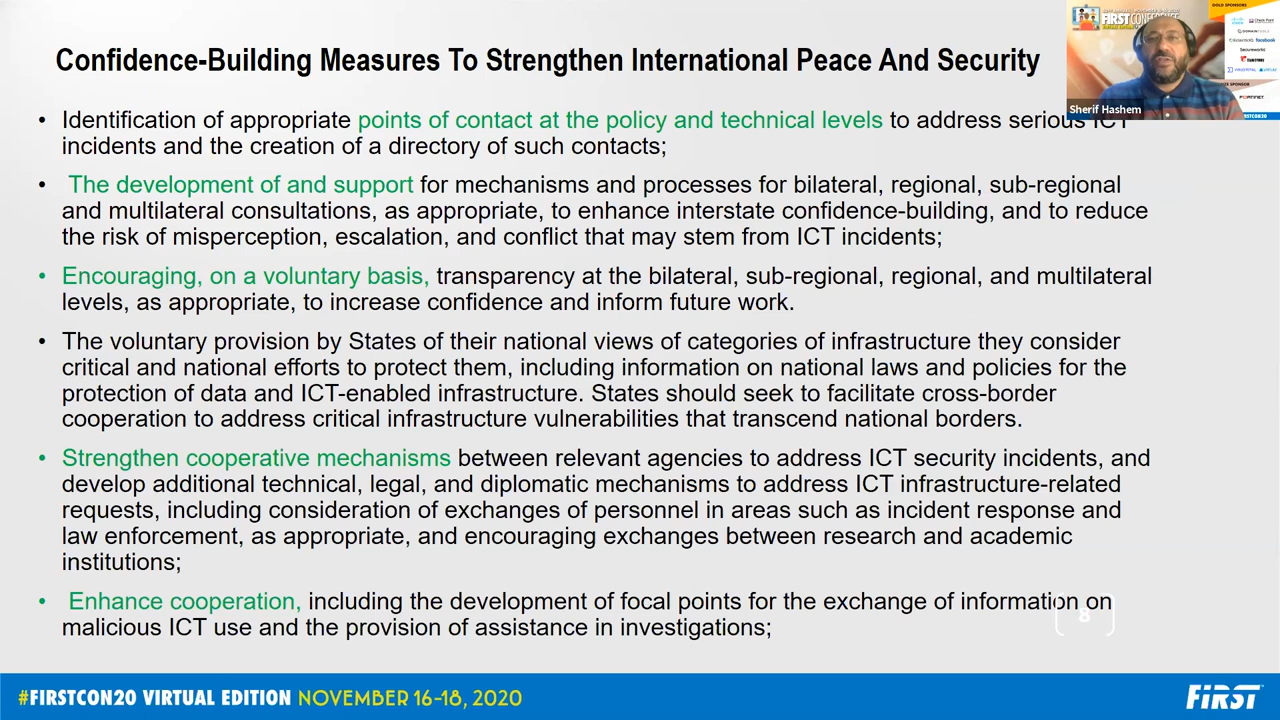 Confidence-Building Measures To Strengthen International Peace And Security
• Identification of appropriate points of contact at the policy and technical levels to address serious ICT
incidents and the creation of a directory of such contacts;
• The development of and support for mechanisms and processes for bilateral, regional, sub-regional
and multilateral consultations, as appropriate, to enhance interstate confidence-building, and to reduce
the risk of misperception, escalation, and conflict that may stem from ICT incidents;
• Encouraging, on a voluntary basis, transparency at the bilateral, sub-regional, regional, and multilateral
levels, as appropriate, to increase confidence and inform future work.
• The voluntary provision by States of their national views of categories of infrastructure they consider
critical and national efforts to protect them, including information on national laws and policies for the
protection of data and ICT-enabled infrastructure. States should seek to facilitate cross-border
cooperation to address critical infrastructure vulnerabilities that transcend national borders.
• Strengthen cooperative mechanisms between relevant agencies to address ICT security incidents, and
develop additional technical, legal, and diplomatic mechanisms to address ICT infrastructure-related
requests, including consideration of exchanges of personnel in areas such as incident response and
law enforcement, as appropriate, and encouraging exchanges between research and academic
institutions;
• Enhance cooperation, including the development of focal points for the exchange of information on
malicious ICT use and the provision of assistance in investigations;
8
#FIRSTCON20 VIRTUAL EDITION NOVEMBER 16-18, 2020
FiRST
Sherif Hashem
GOLD SPONSORS
facebook
Secureworks
FORTINET